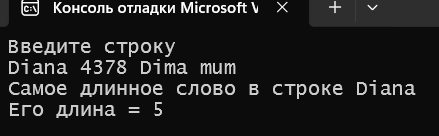 Консоль отладки Microsoft V
Введите строку
Diana 4378 Dima mum
Самое длинное слово в строке Diana
Его длина = 5